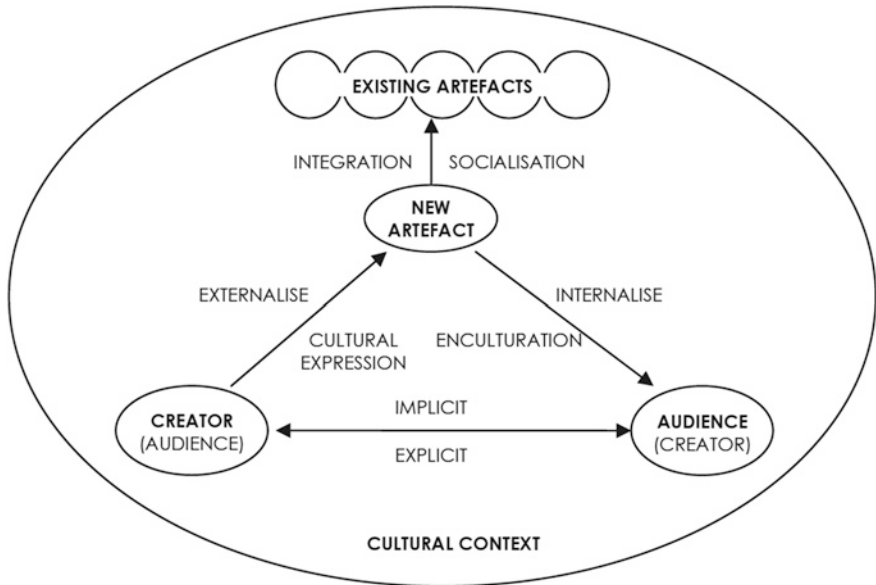 EXISTING ARTEFACTS
INTEGRATION SOCIALISATION
NEW
ARTEFACT
EXTERNALISE INTERNALISE
CULTURAL
EXPRESSION
ENCULTURATION
CREATOR
(AUDIENCE)
IMPLICIT
EXPLICIT
AUDIENCE
(CREATOR)
CULTURAL CONTEXT